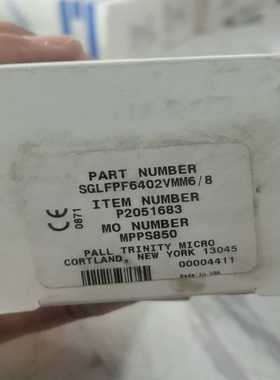 PART NUMBER
SGLFPF6402VMM6/8
ITEM NUMBER
P2051683
MO NUMBER
MPPS850
PALL TRINITY MICRO
CORTLAND, NEW YORK 13045
00004411
Made in USA
CE
0871